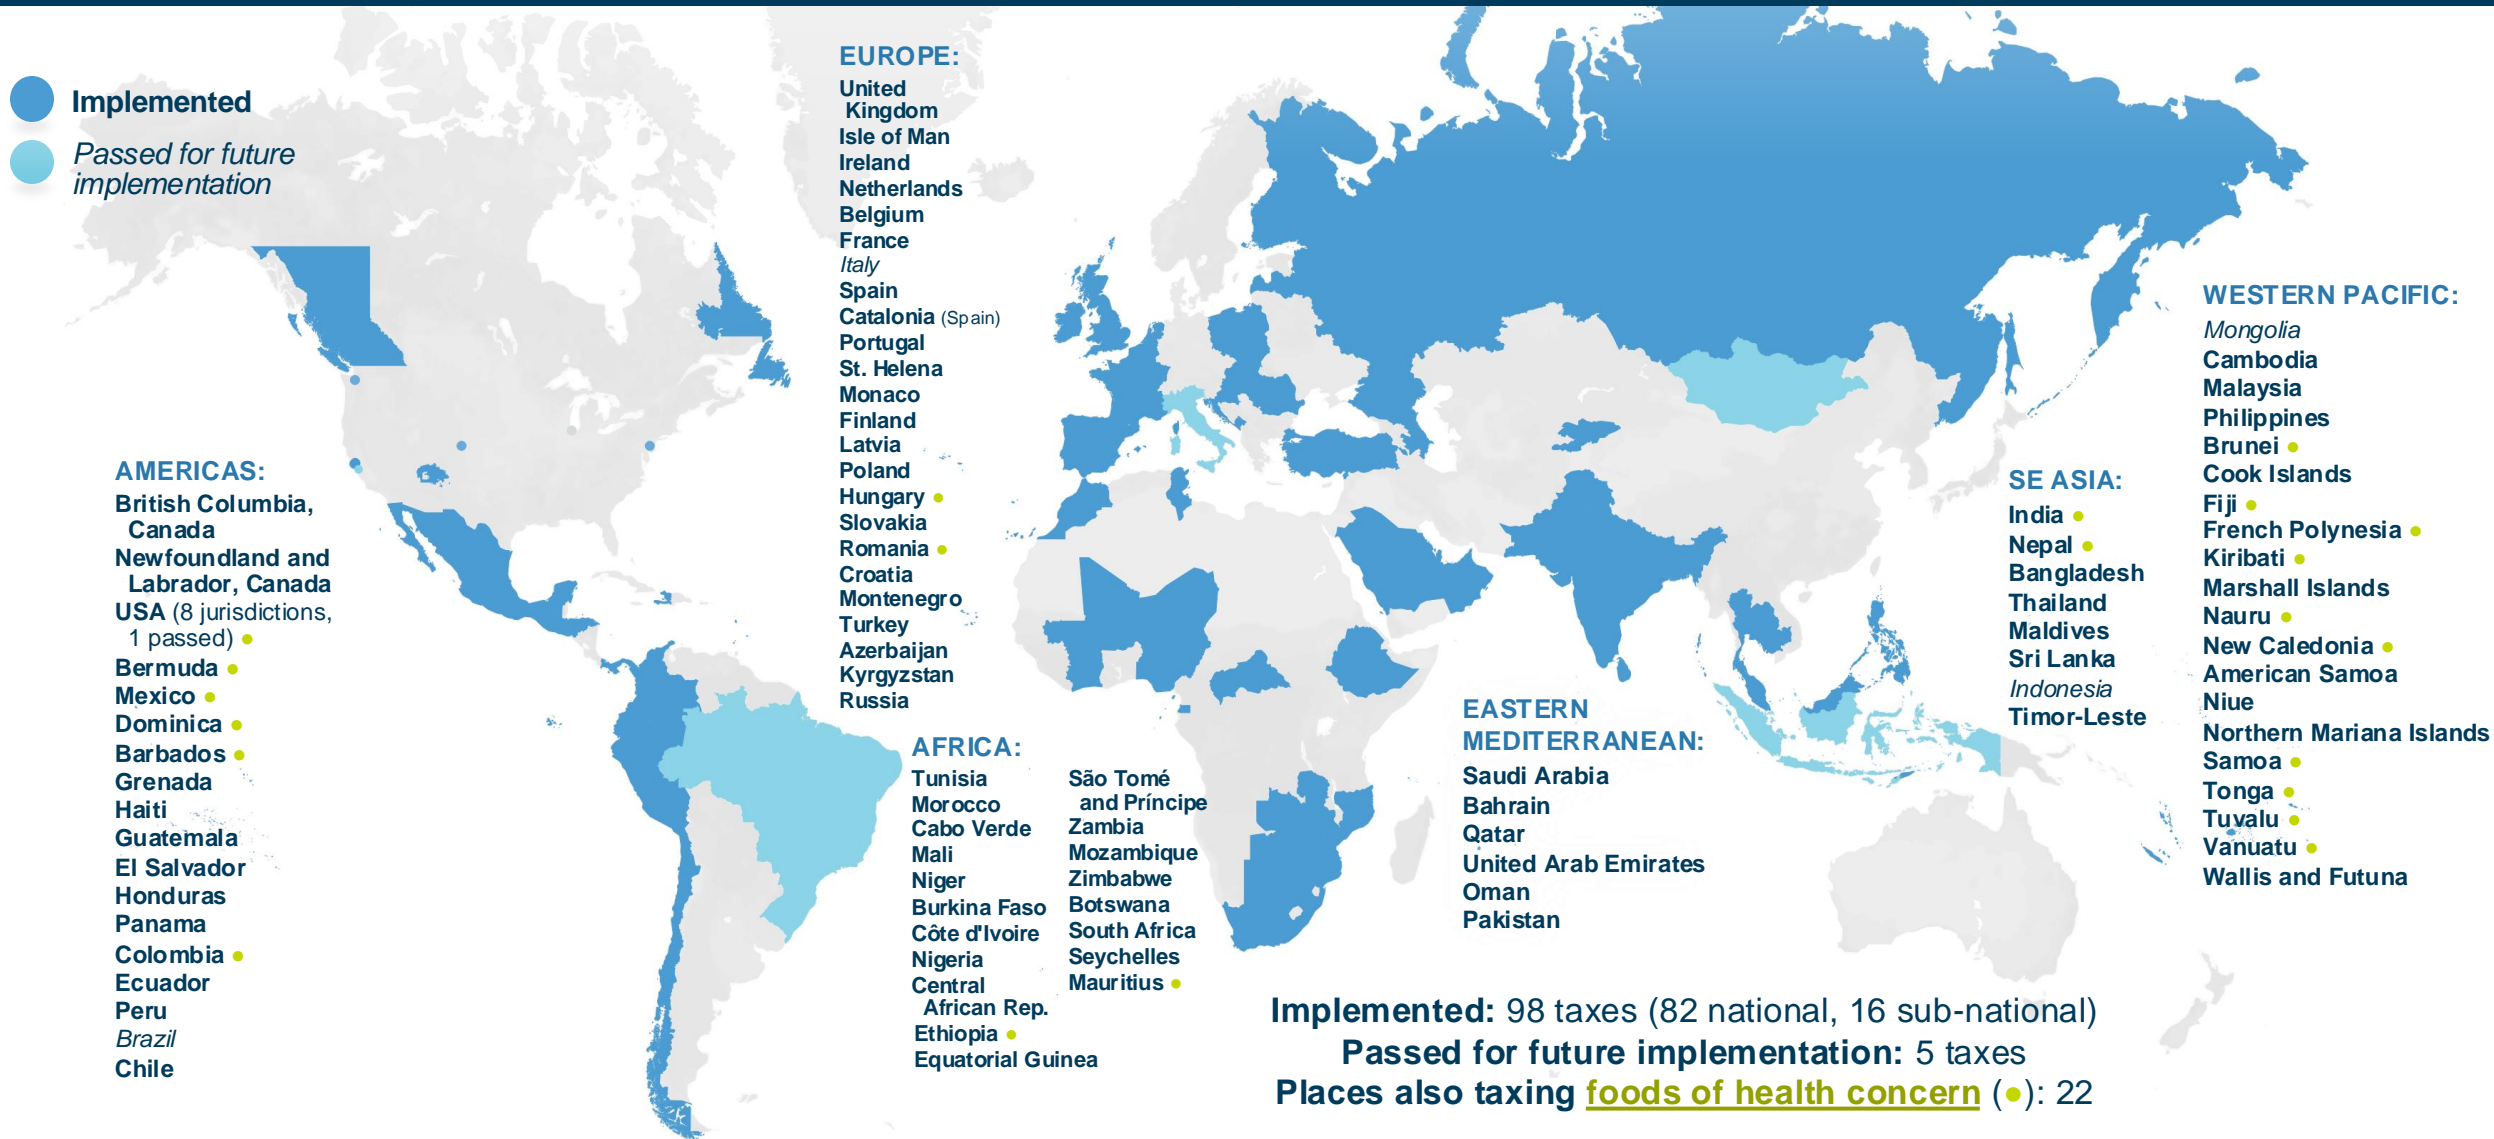 Implemented
Passed for future
implementation
AMERICAS:
British Columbia,
Canada
Newfoundland and
Labrador, Canada
USA (8 jurisdictions,
1 passed) ●
Bermuda ●
Mexico ●
Dominica ●
Barbados ●
Grenada
Haiti
Guatemala
El Salvador
Honduras
Panama
Colombia ●
Ecuador
Peru
Brazil
Chile
EUROPE:
United
Kingdom
Isle of Man
Ireland
Netherlands
Belgium
France
Italy
Spain
Catalonia (Spain)
Portugal
St. Helena
Monaco
Finland
Latvia
Poland
Hungary ●
Slovakia
Romania ●
Croatia
Montenegro
Turkey
Azerbaijan
Kyrgyzstan
Russia
AFRICA:
Tunisia
Morocco
Cabo Verde
Mali
Niger
Burkina Faso
Côte d'Ivoire
Nigeria
Central
African Rep.
Ethiopia ●
Equatorial Guinea
São Tomé
and Príncipe
Zambia
Mozambique
Zimbabwe
Botswana
South Africa
Seychelles
Mauritius ●
EASTERN
MEDITERRANEAN:
Saudi Arabia
Bahrain
Qatar
United Arab Emirates
Oman
Pakistan
SE ASIA:
India ●
Nepal ●
Bangladesh
Thailand
Maldives
Sri Lanka
Indonesia
Timor-Leste
WESTERN PACIFIC:
Mongolia
Cambodia
Malaysia
Philippines
Brunei ●
Cook Islands
Fiji ●
French Polynesia ●
Kiribati ●
Marshall Islands
Nauru ●
New Caledonia ●
American Samoa
Niue
Northern Mariana Islands
Samoa ●
Tonga ●
Tuvalu ●
Vanuatu ●
Wallis and Futuna
Implemented: 98 taxes (82 national, 16 sub-national)
Passed for future implementation: 5 taxes
Places also taxing foods of health concern (●): 22